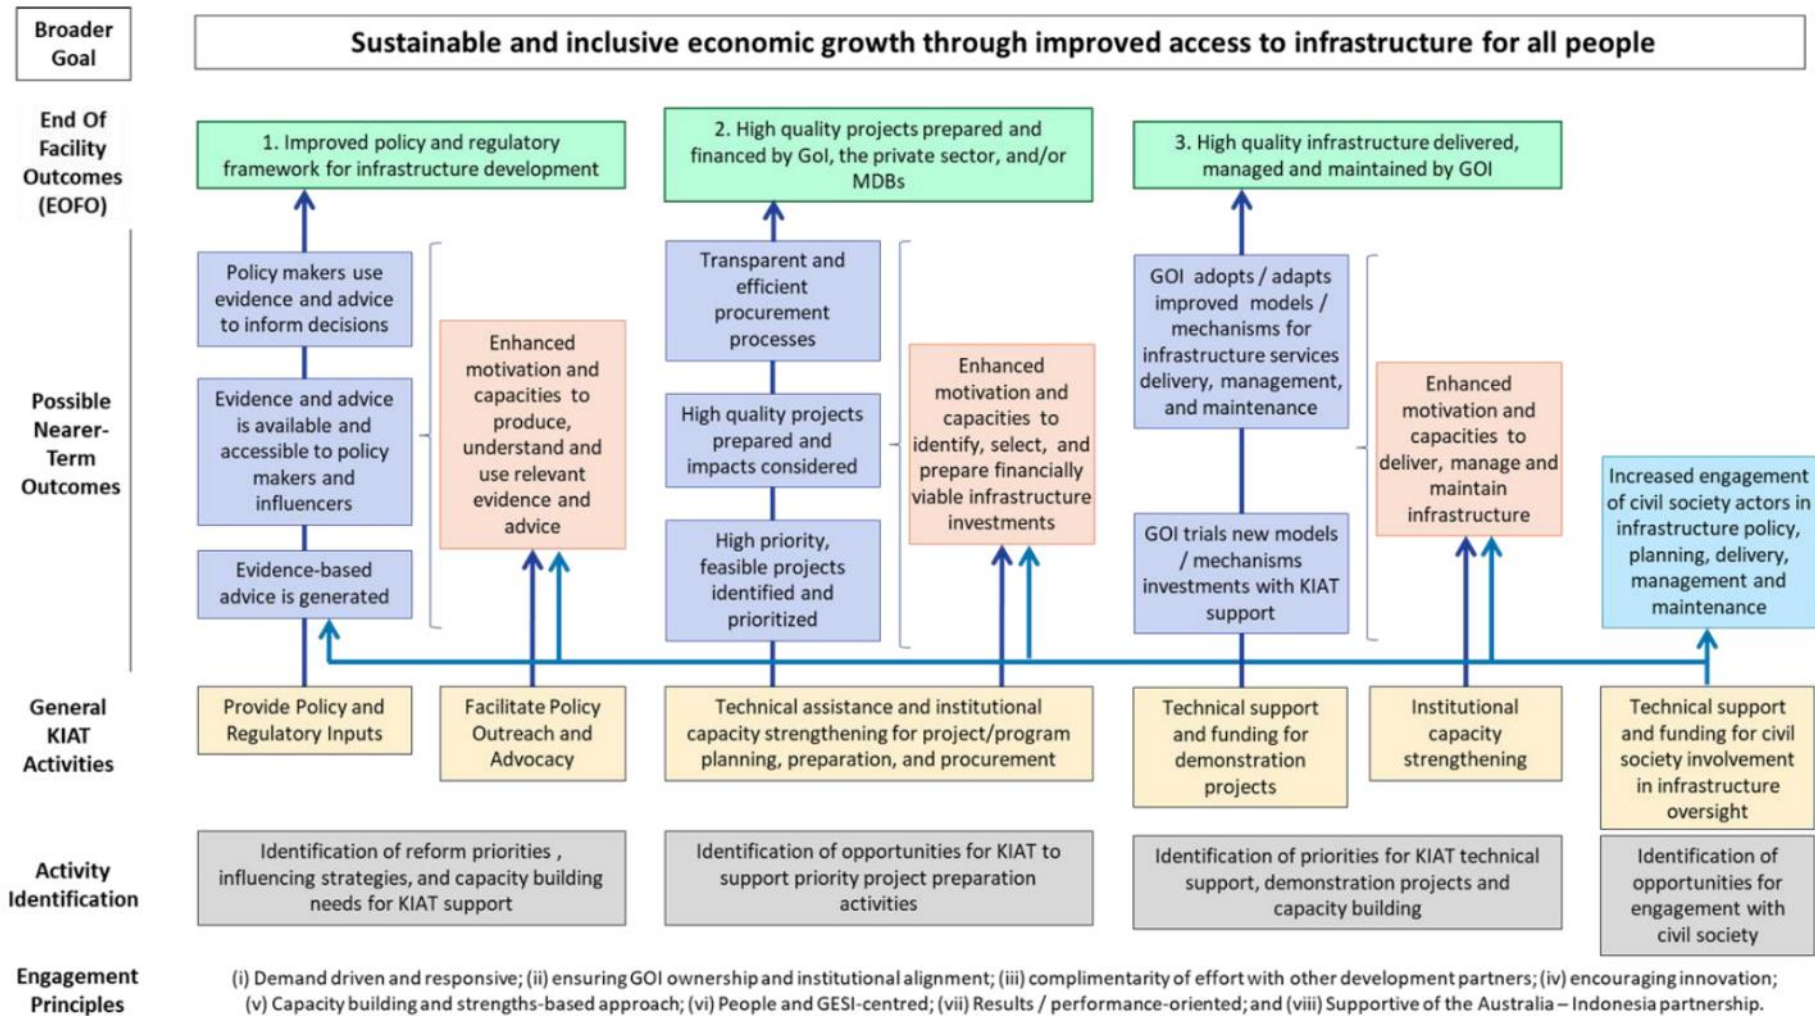 Broader
Goal
Sustainable and inclusive economic growth through improved access to infrastructure for all people
End Of
Facility
Outcomes
(EOFO)
1. Improved policy and regulatory
framework for infrastructure development
2. High quality projects prepared and
financed by GoI, the private sector, and/or
MDBs
3. High quality infrastructure delivered,
managed and maintained by GOI
Possible
Nearer-
Term
Outcomes
Policy makers use
evidence and advice
to inform decisions
Evidence and advice
is available and
accessible to policy
makers and
influencers
Evidence-based
advice is generated
Enhanced
motivation and
capacities to
produce,
understand and
use relevant
evidence and
advice
Transparent and
efficient
procurement
processes
High quality projects
prepared and
impacts considered
High priority,
feasible projects
identified and
prioritized
Enhanced
motivation and
capacities to
identify, select, and
prepare financially
viable infrastructure
investments
GOI adopts / adapts
improved models /
mechanisms for
infrastructure services
delivery, management,
and maintenance
GOI trials new models
/ mechanisms
investments with KIAT
support
Enhanced
motivation and
capacities to
deliver, manage and
maintain
infrastructure
Increased engagement
of civil society actors in
infrastructure policy,
planning, delivery,
management and
maintenance
General
KIAT
Activities
Provide Policy and
Regulatory Inputs
Facilitate Policy
Outreach and
Advocacy
Technical assistance and institutional
capacity strengthening for project/program
planning, preparation, and procurement
Technical support
and funding for
demonstration
projects
Institutional
capacity
strengthening
Technical support
and funding for civil
society involvement
in infrastructure
oversight
Activity
Identification
Identification of reform priorities ,
influencing strategies, and capacity building
needs for KIAT support
Identification of opportunities for KIAT to
support priority project preparation
activities
Identification of priorities for KIAT technical
support, demonstration projects and
capacity building
Identification of
opportunities for
engagement with
civil society
Engagement
Principles
(i) Demand driven and responsive; (ii) ensuring GOI ownership and institutional alignment; (iii) complimentarity of effort with other development partners; (iv) encouraging innovation;
(v) Capacity building and strengths-based approach; (vi) People and GESI-centred; (vii) Results / performance-oriented; and (viii) Supportive of the Australia – Indonesia partnership.